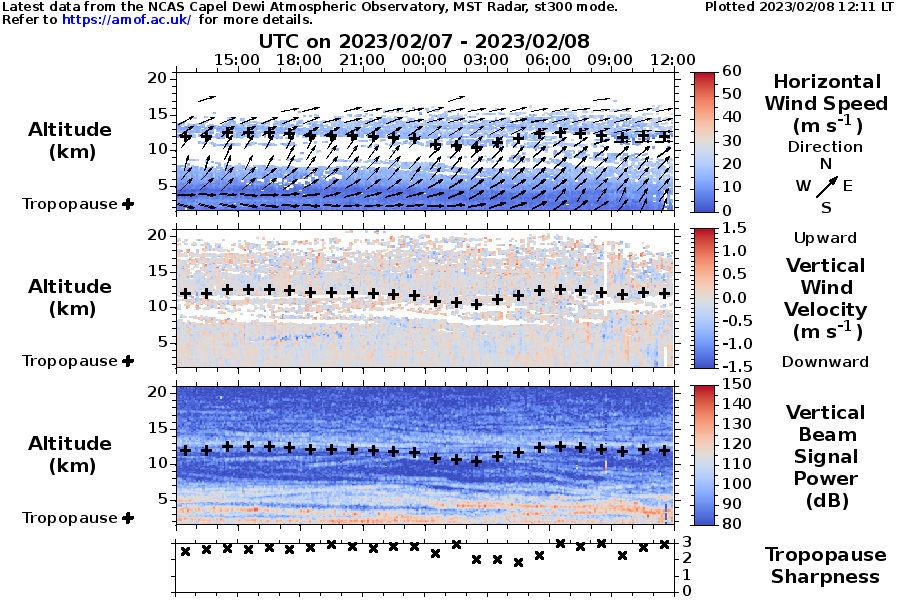 Latest data from the NCAS Capel Dewi Atmospheric Observatory, MST Radar, st300 mode.
Plotted 2023/02/08 12:11 LT
Refer to https://amof.ac.uk/ for more details.
UTC on 2023/02/07 - 2023/02/08
15:00 18:00 21:00 00:00 03:00 06:00 09:00 12:00
Altitude
(km)
Tropopause
20
15
10
5
60
50
40
30
20
10
0
Horizontal
Wind Speed
(m s-1)
Direction
N
W E
S
Altitude
(km)
Tropopause
20
15
10
5
1.5
1.0
0.5
0.0
-0.5
-1.0
-1.5
Upward
Vertical
Wind
Velocity
(m s-1)
Downward
Altitude
(km)
Tropopause
20
15
10
5
150
140
130
120
110
100
90
80
Vertical
Beam
Signal
Power
(dB)
3
2
1
0
Tropopause
Sharpness